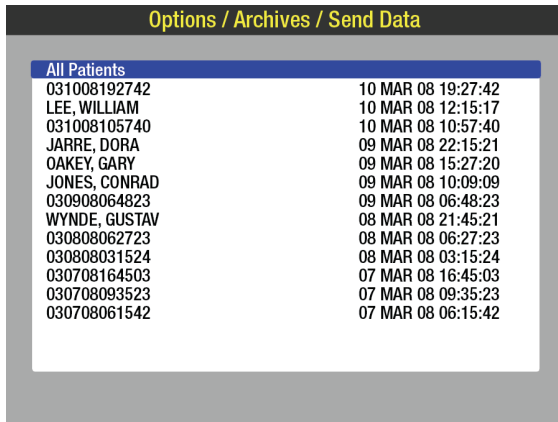 Options / Archives / Send Data
All Patients
031008192742 10 MAR 08 19:27:42
LEE, WILLIAM 10 MAR 08 12:15:17
031008105740 10 MAR 08 10:57:40
JARRE, DORA 09 MAR 08 22:15:21
OAKEY, GARY 09 MAR 08 15:27:20
JONES, CONRAD 09 MAR 08 10:09:09
030908064823 09 MAR 08 06:48:23
WYNDE, GUSTAV 08 MAR 08 21:45:21
030808062723 08 MAR 08 06:27:23
030808031524 08 MAR 08 03:15:24
030708164503 07 MAR 08 16:45:03
030708093523 07 MAR 08 09:35:23
030708061542 07 MAR 08 06:15:42